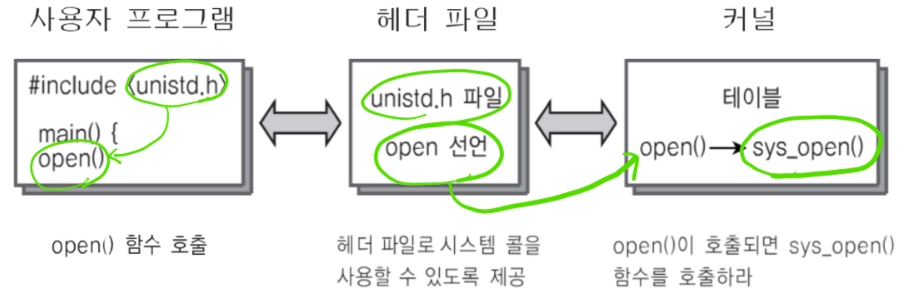 사용자 프로그램
헤더 파일
커널
#include <unistd.h>
main() {
open()
unistd.h 파일
open 선언
테이블
open() → sys_open()
open() 함수 호출
헤더 파일로 시스템 콜을
사용할 수 있도록 제공
open()이 호출되면 sys_open()
함수를 호출하라